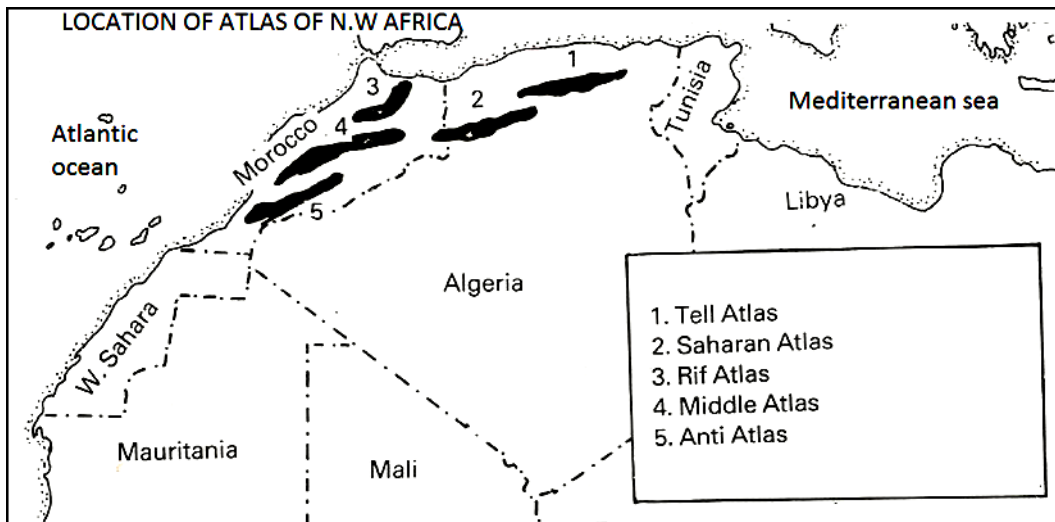 LOCATION OF ATLAS OF N.W AFRICA
1
3
2
Tunisia
Mediterranean sea
Atlantic
ocean
Morocco
4
5
Libya
Algeria
W. Sahara
Mauritania
Mali
1. Tell Atlas
2. Saharan Atlas
3. Rif Atlas
4. Middle Atlas
5. Anti Atlas